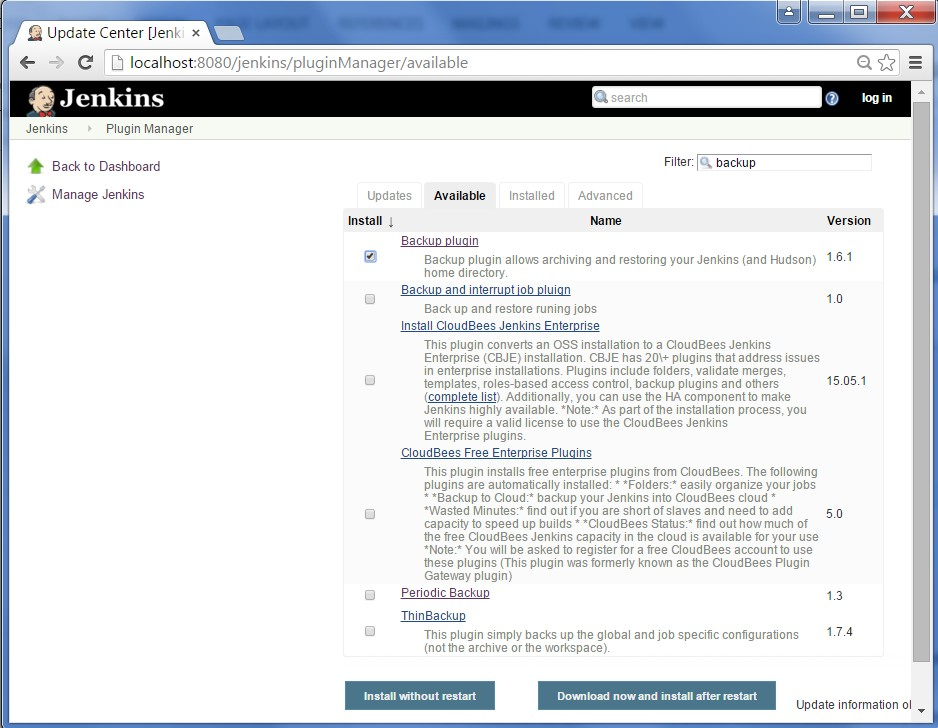 Update Center [Jenki
localhost:8080/jenkins/pluginManager/available
Jenkins
search
log in
Jenkins
Plugin Manager
Back to Dashboard
Manage Jenkins
Filter:
backup
Updates
Available
Installed
Advanced
Install ↓
Name
Version
Backup plugin
Backup plugin allows archiving and restoring your Jenkins (and Hudson)
home directory.
1.6.1
Backup and interrupt job pluign
Back up and restore runing jobs
1.0
Install CloudBees Jenkins Enterprise
This plugin converts an OSS installation to a CloudBees Jenkins
Enterprise (CBJE) installation. CBJE has 20\+ plugins that address issues
in enterprise installations. Plugins include folders, validate merges,
templates, roles-based access control, backup plugins and others
(complete list). Additionally, you can use the HA component to make
Jenkins highly available. *Note:* As part of the installation process, you
will require a valid license to use the CloudBees Jenkins
Enterprise plugins.
15.05.1
CloudBees Free Enterprise Plugins
This plugin installs free enterprise plugins from CloudBees. The following
plugins are automatically installed: * *Folders:* easily organize your jobs
* *Backup to Cloud:* backup your Jenkins into CloudBees cloud *
*Wasted Minutes:* find out if you are short of slaves and need to add
capacity to speed up builds * *CloudBees Status:* find out how much of
the free CloudBees Jenkins capacity in the cloud is available for your use
*Note:* You will be asked to register for a free CloudBees account to use
these plugins (This plugin was formerly known as the CloudBees Plugin
Gateway plugin)
5.0
Periodic Backup
1.3
ThinBackup
This plugin simply backs up the global and job specific configurations
(not the archive or the workspace).
1.7.4
Install without restart
Download now and install after restart
Update information o